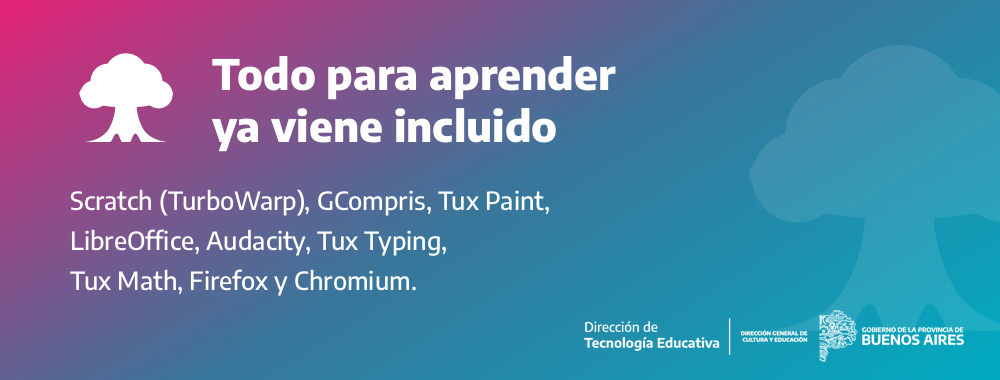 Todo para aprender
ya viene incluido
Scratch (TurboWarp), GCompris, Tux Paint,
LibreOffice, Audacity, Tux Typing,
Tux Math, Firefox y Chromium.
Dirección de
Tecnología Educativa
DIRECCIÓN GENERAL DE
CULTURA Y EDUCACIÓN
GOBIERNO DE LA PROVINCIA DE
BUENOS AIRES